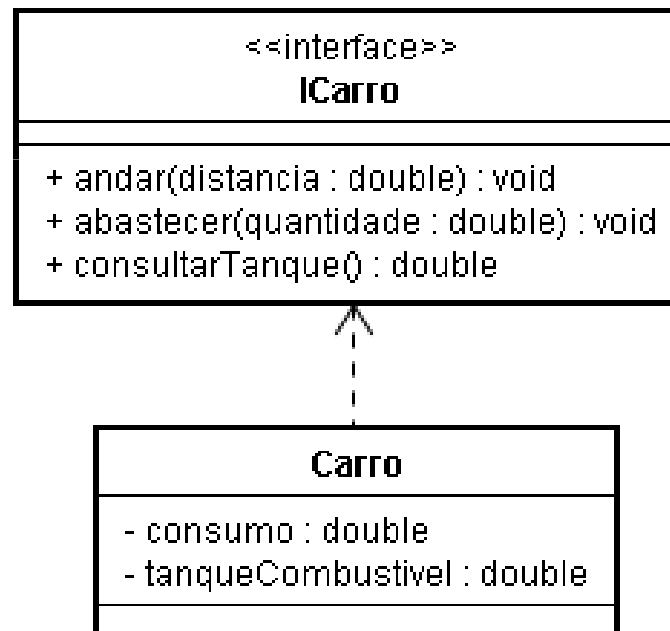 <<interface>>
ICarro
+ andar(distancia : double) : void
+ abastecer(quantidade : double) : void
+ consultarTanque() : double
Carro
- consumo : double
- tanqueCombustivel : double